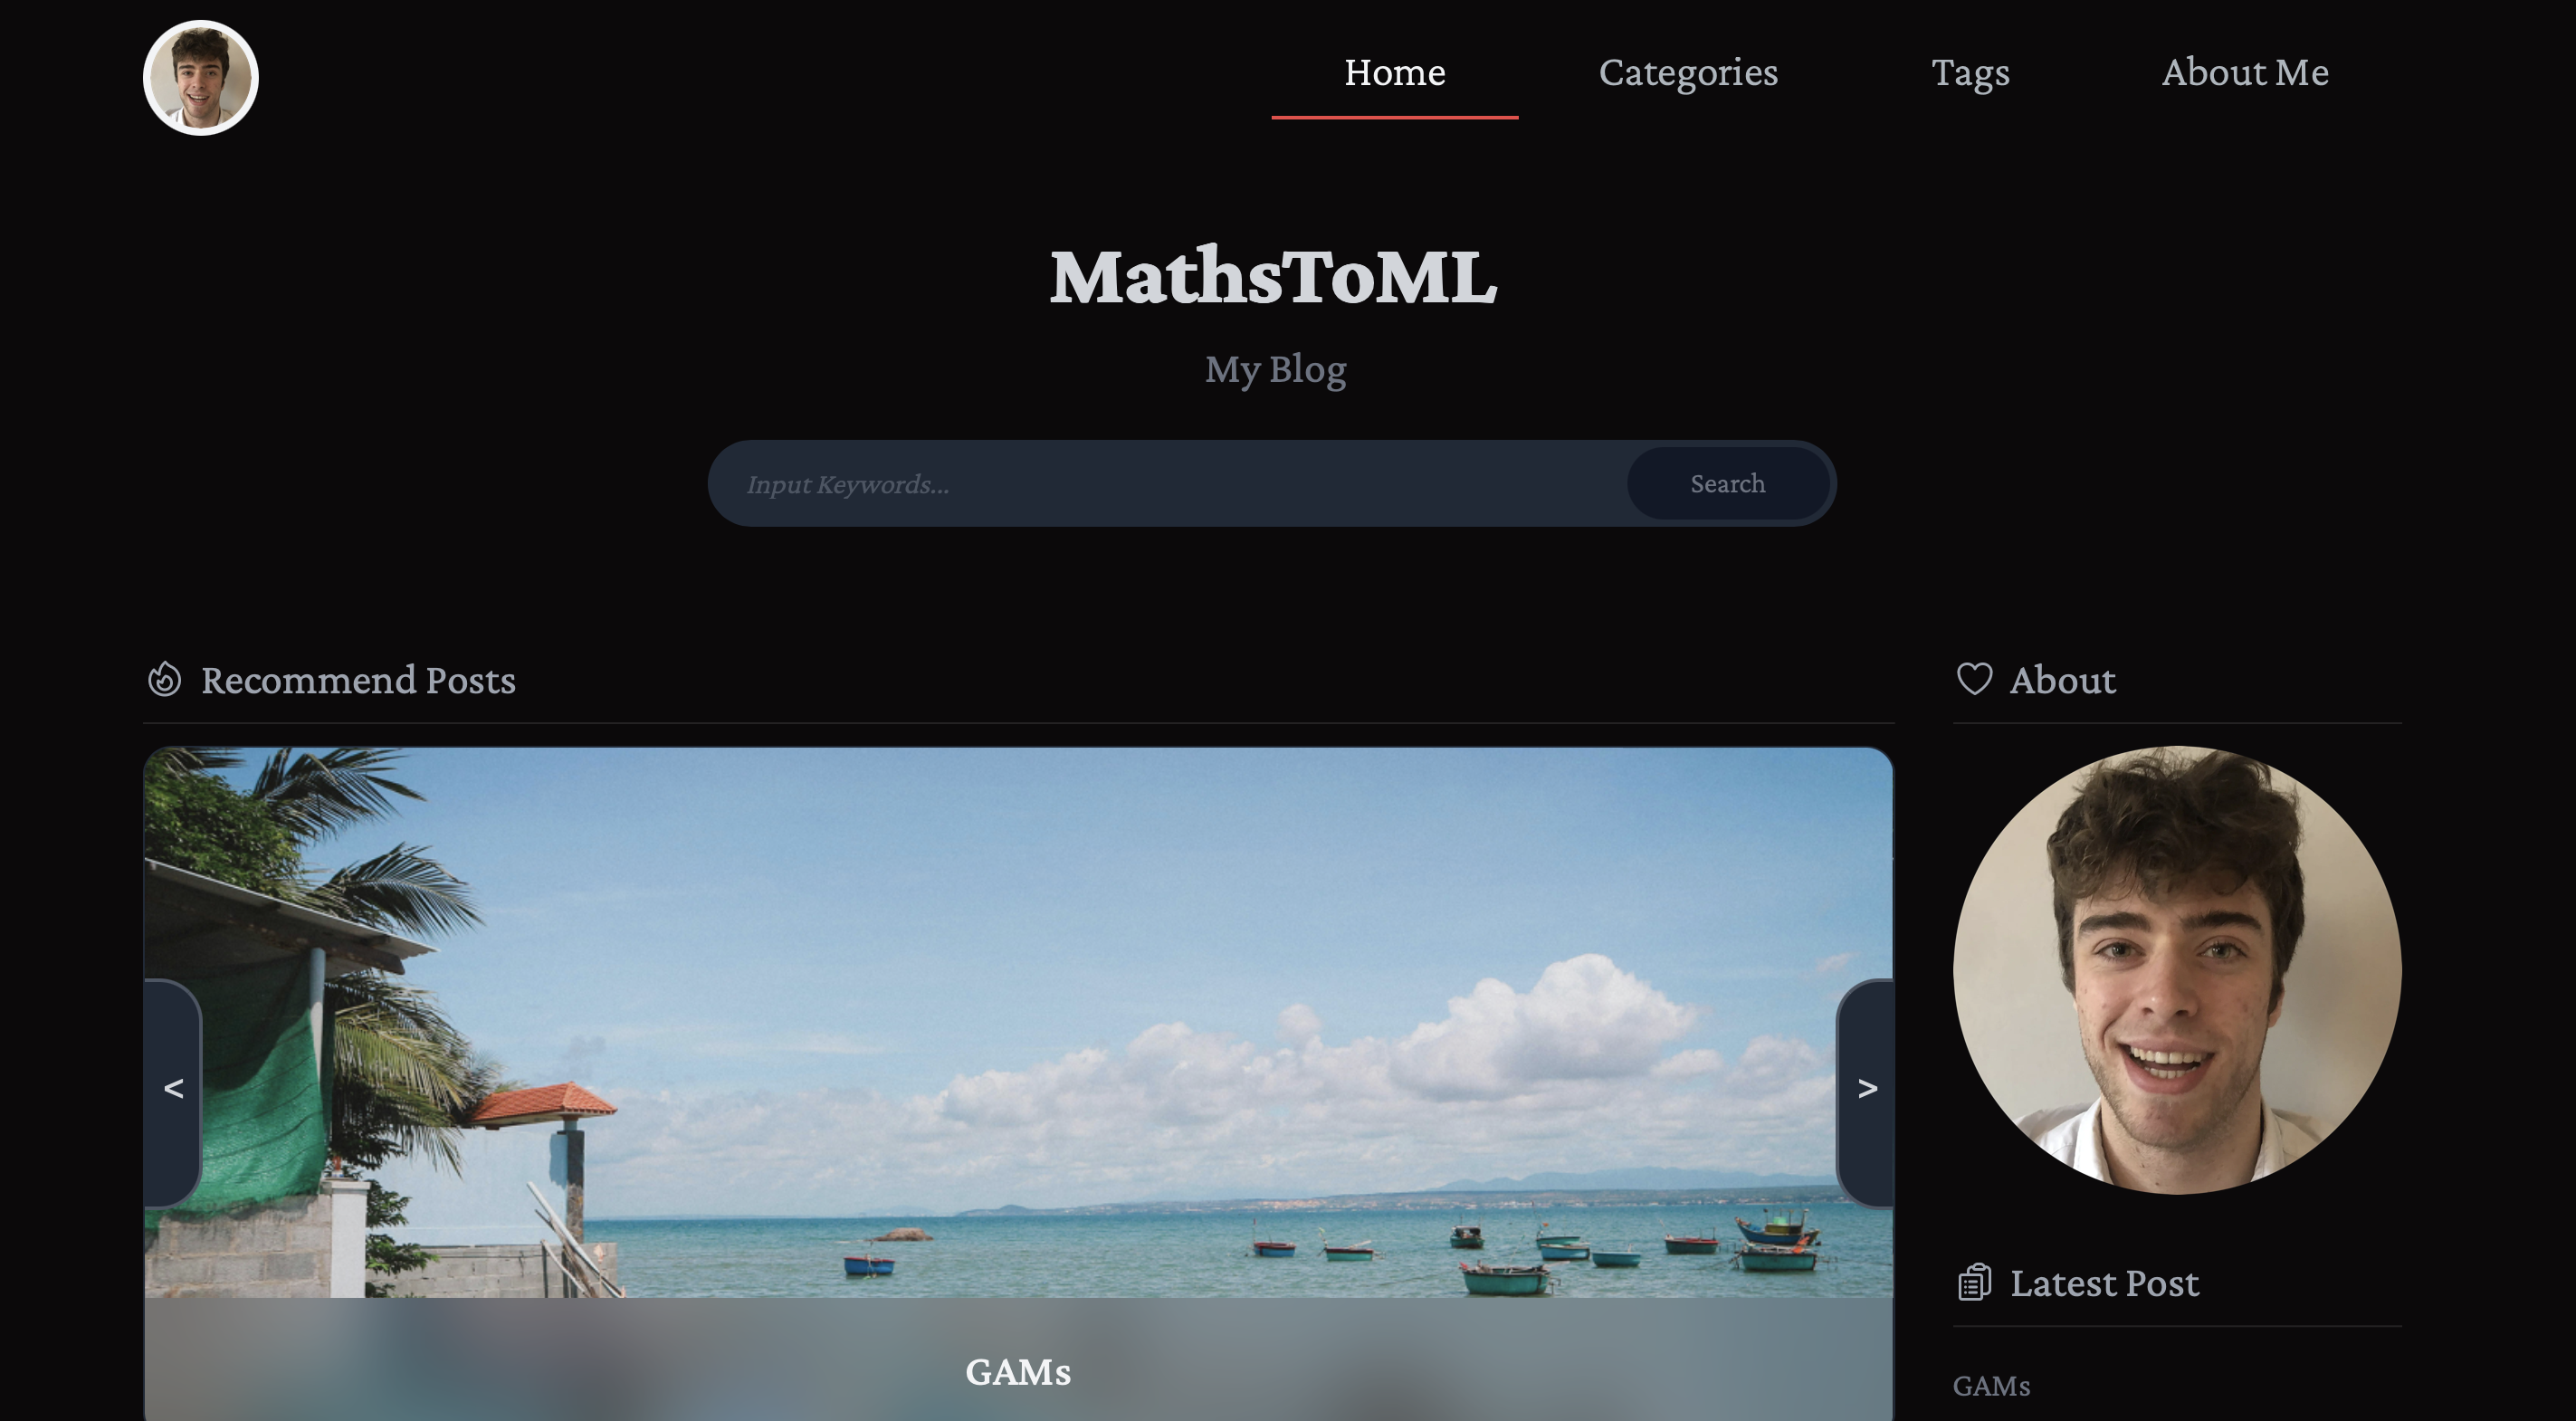 Home Categories Tags About Me
MathsToML
My Blog
Input Keywords...
Search
Recommend Posts
<
>
GAMs
About
Latest Post
GAMs